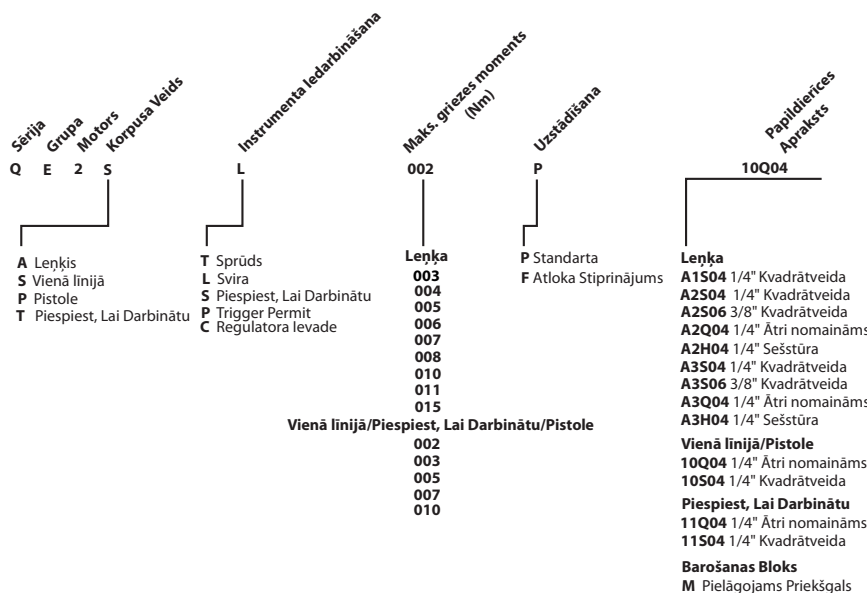 Sērija
Grupa
Motors
Korpusa Veids
Instrumenta Iedarbināšana
Maks. griezes moments
(Nm)
Uzstādīšana
Papildierīces
Apraksts
Q E 2 S L 002 P 10Q04
A Leņķis
S Vienā līnijā
P Pistole
T Piespiest, Lai Darbinātu
T Sprūds
L Svira
S Piespiest, Lai Darbinātu
P Trigger Permit
C Regulatora Ievade
Leņķa
003
004
005
006
007
008
010
011
015
Vienā līnijā/Piespiest, Lai Darbinātu/Pistole
002
003
005
007
010
P Standarta
F Atloka Stiprinājums
Leņķa
A1S04 1/4" Kvadrātveida
A2S04 1/4" Kvadrātveida
A2S06 3/8" Kvadrātveida
A2Q04 1/4" Ātri nomaināms
A2H04 1/4" Sešstūra
A3S04 1/4" Kvadrātveida
A3S06 3/8" Kvadrātveida
A3Q04 1/4" Ātri nomaināms
A3H04 1/4" Sešstūra
Vienā līnijā/Pistole
10Q04 1/4" Ātri nomaināms
10S04 1/4" Kvadrātveida
Piespiest, Lai Darbinātu
11Q04 1/4" Ātri nomaināms
11S04 1/4" Kvadrātveida
Barošanas Bloks
M Pielāgojams Priekšgals